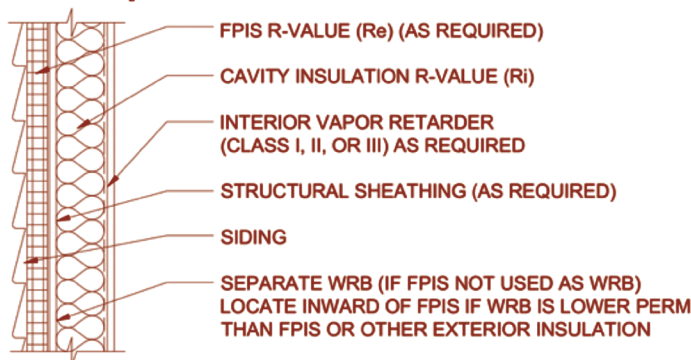 FPIS R-VALUE (Re) (AS REQUIRED)
CAVITY INSULATION R-VALUE (Ri)
INTERIOR VAPOR RETARDER
(CLASS I, II, OR III) AS REQUIRED
STRUCTURAL SHEATHING (AS REQUIRED)
SIDING
SEPARATE WRB (IF FPIS NOT USED AS WRB)
LOCATE INWARD OF FPIS IF WRB IS LOWER PERM
THAN FPIS OR OTHER EXTERIOR INSULATION